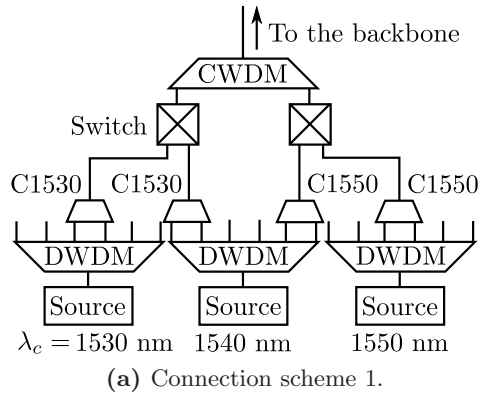 To the backbone
CWDM
Switch
C1530 C1530 C1550 C1550
DWDM DWDM DWDM
Source Source Source
λc = 1530 nm 1540 nm 1550 nm
(a) Connection scheme 1.